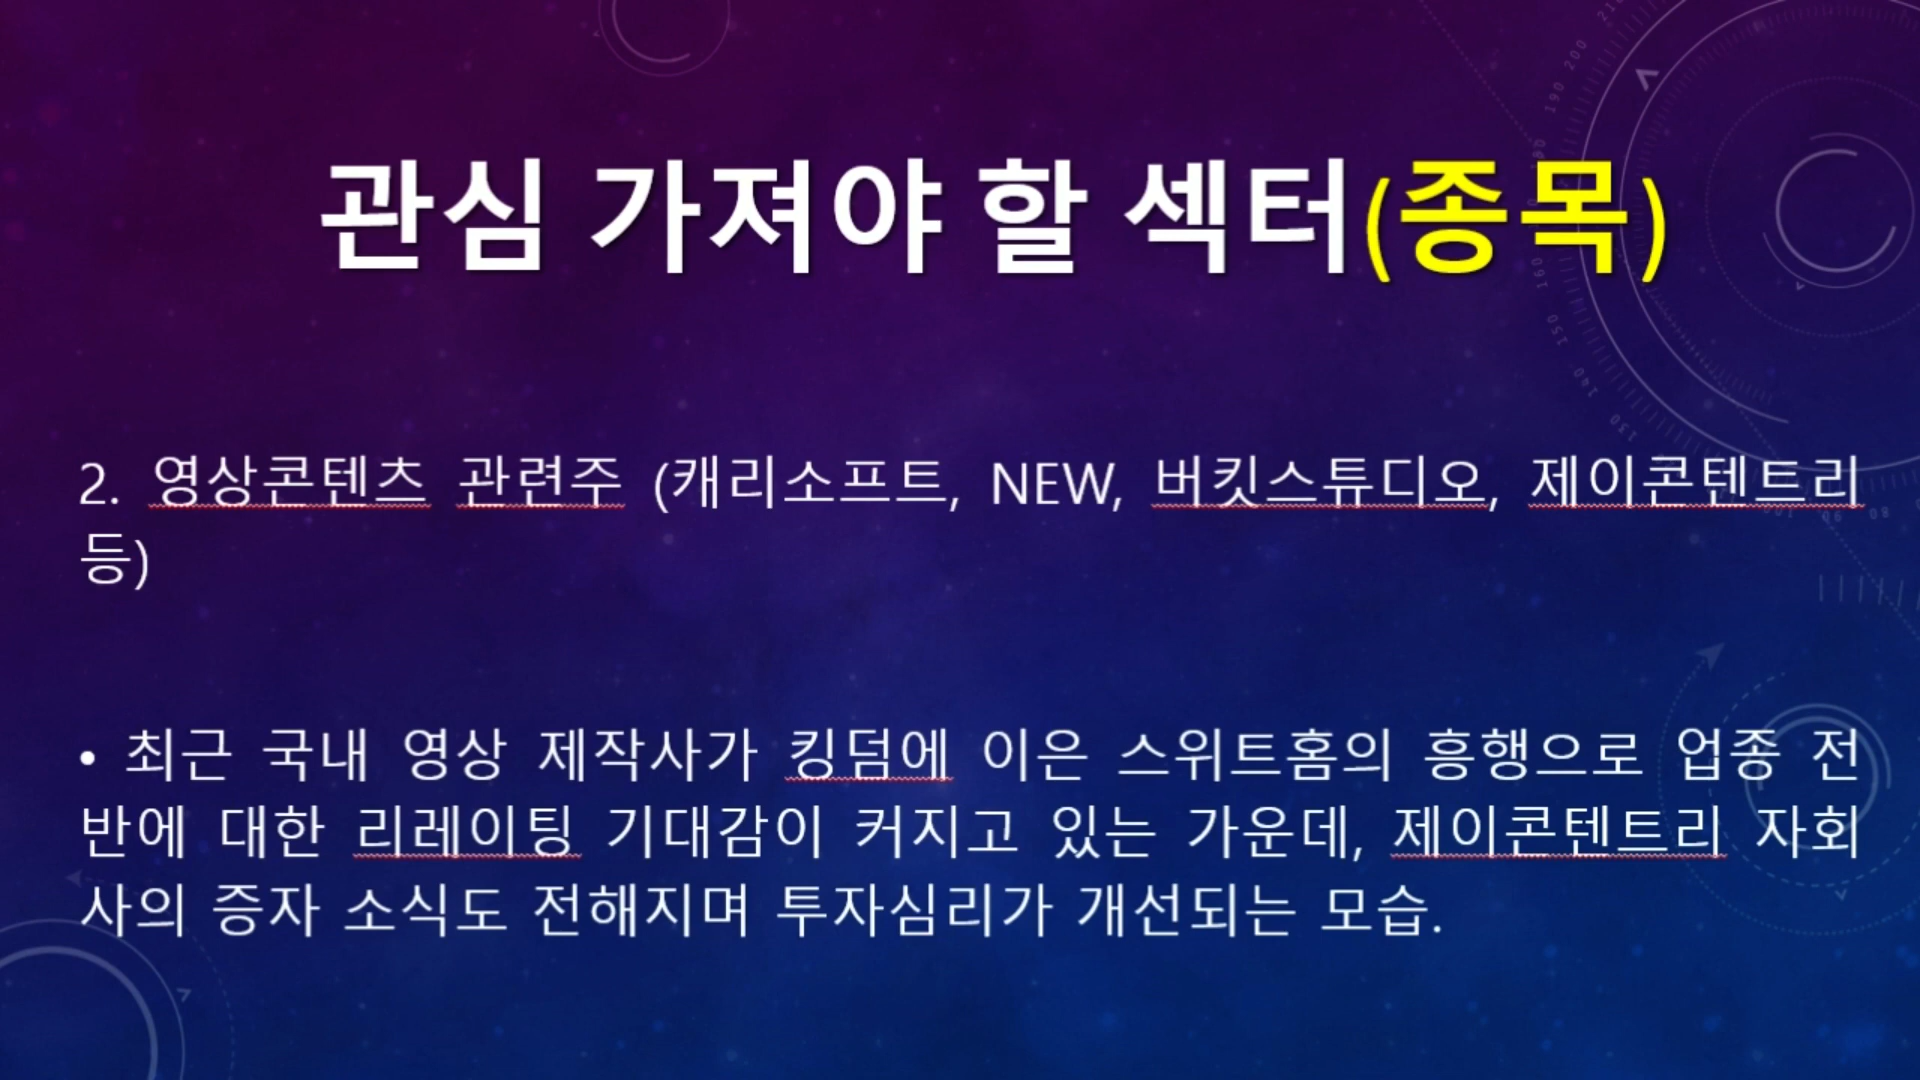 관심 가져야 할 섹터(종목)
2. 영상콘텐츠 관련주 (캐리소프트, NEW, 버킷스튜디오, 제이콘텐트리
등)
• 최근 국내 영상 제작사가 킹덤에 이은 스위트홈의 흥행으로 업종 전
반에 대한 리레이팅 기대감이 커지고 있는 가운데, 제이콘텐트리 자회
사의 증자 소식도 전해지며 투자심리가 개선되는 모습.